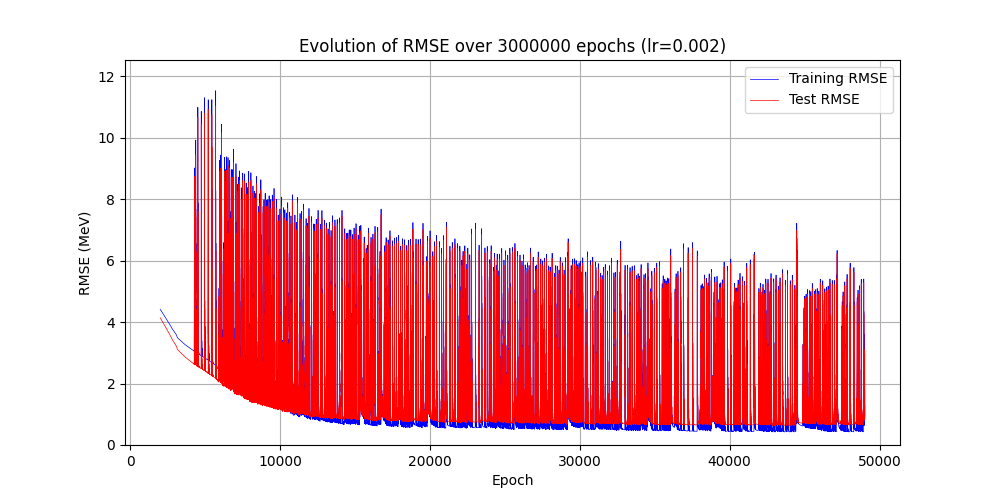 Evolution of RMSE over 3000000 epochs (lr=0.002)
Training RMSE
Test RMSE
12
10
8
6
4
2
0
RMSE (MeV)
0 10000 20000 30000 40000 50000
Epoch